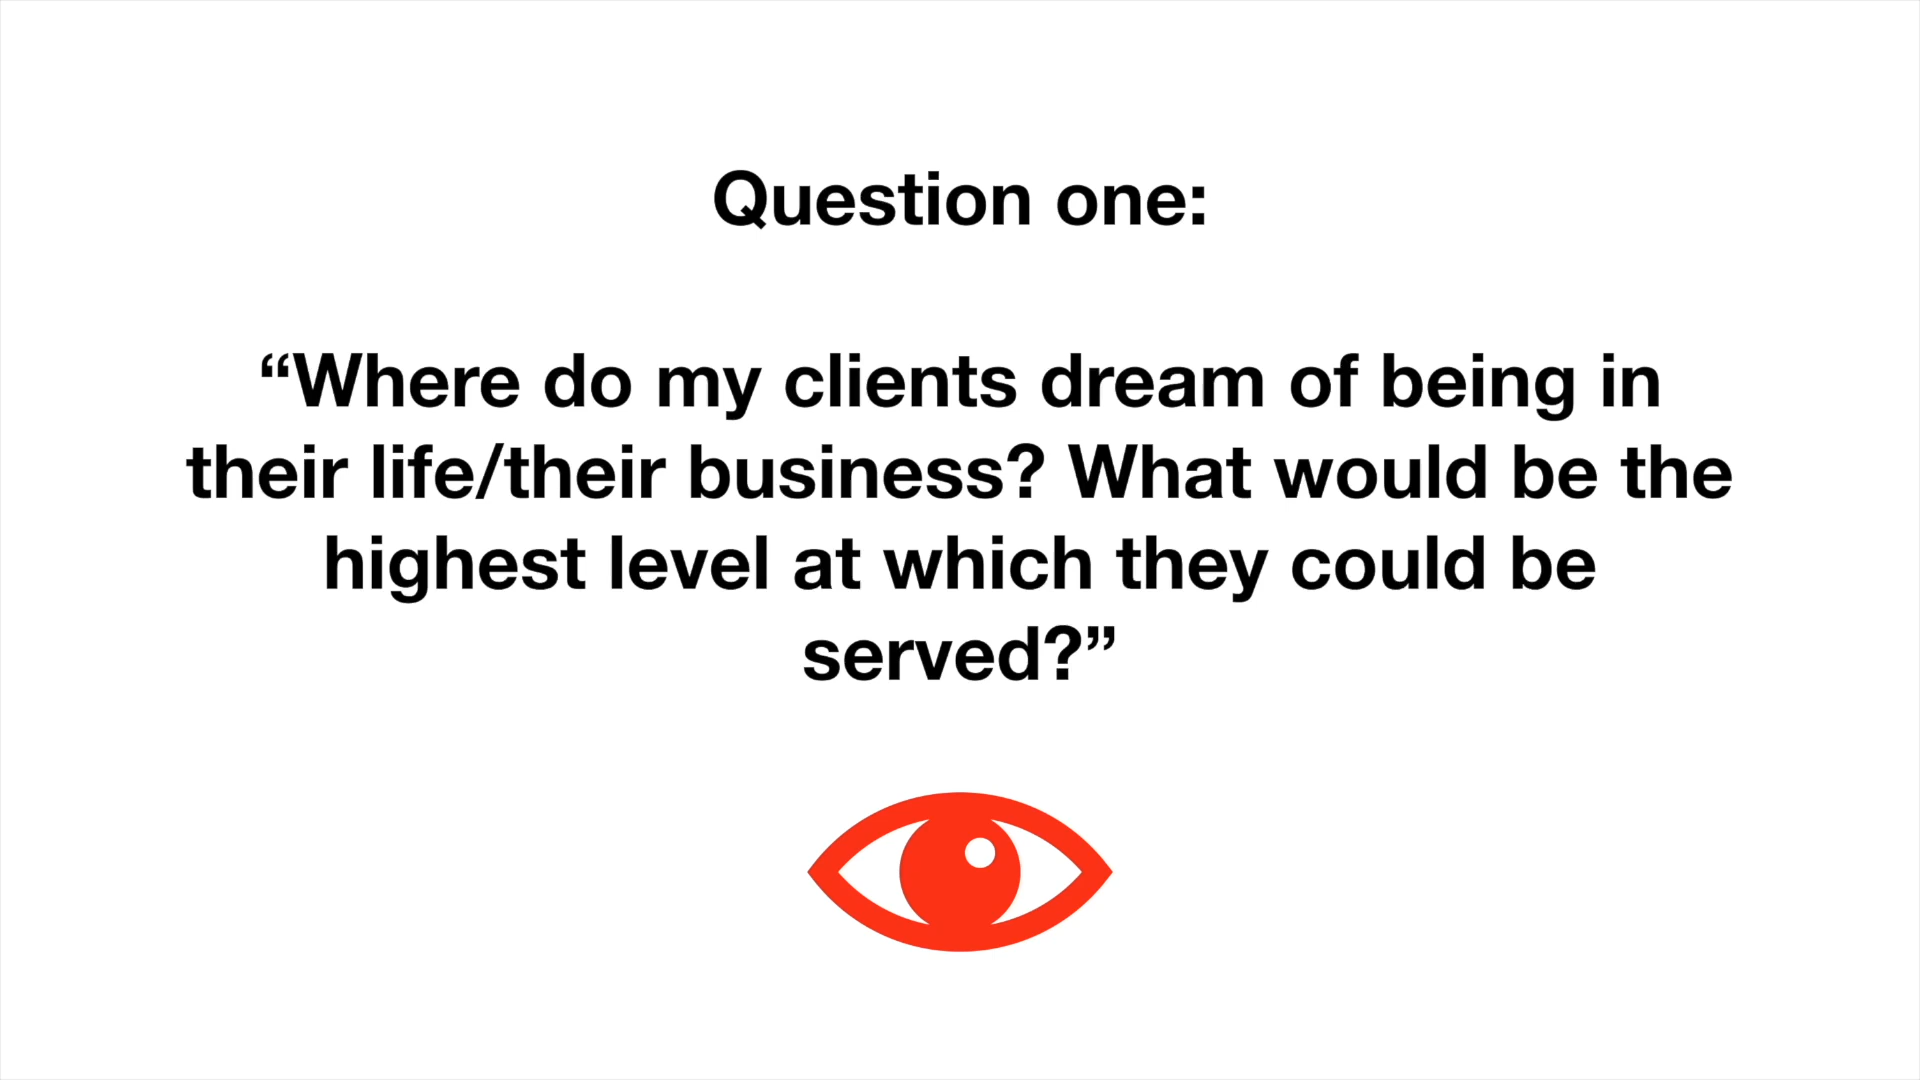 Question one:
“Where do my clients dream of being in
their life/their business? What would be the
highest level at which they could be
served?”